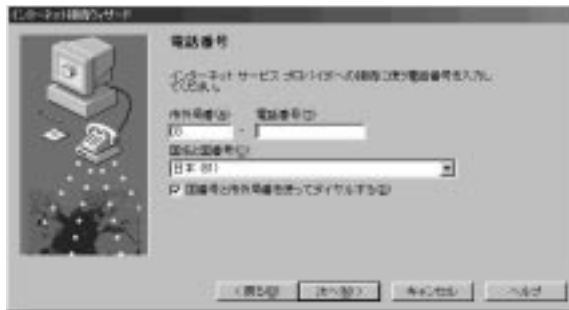 インターネット接続ウィザード
電話番号
インターネット サービス プロバイダへの接続に使う電話番号を入力し
てください。
市外局番(A) 電話番号(T)
03 -
国名と国番号(C)
日本 (81)
国番号と市外局番を使ってダイヤルする(D)
< 戻る(B) 次へ(N) > キャンセル ヘルプ